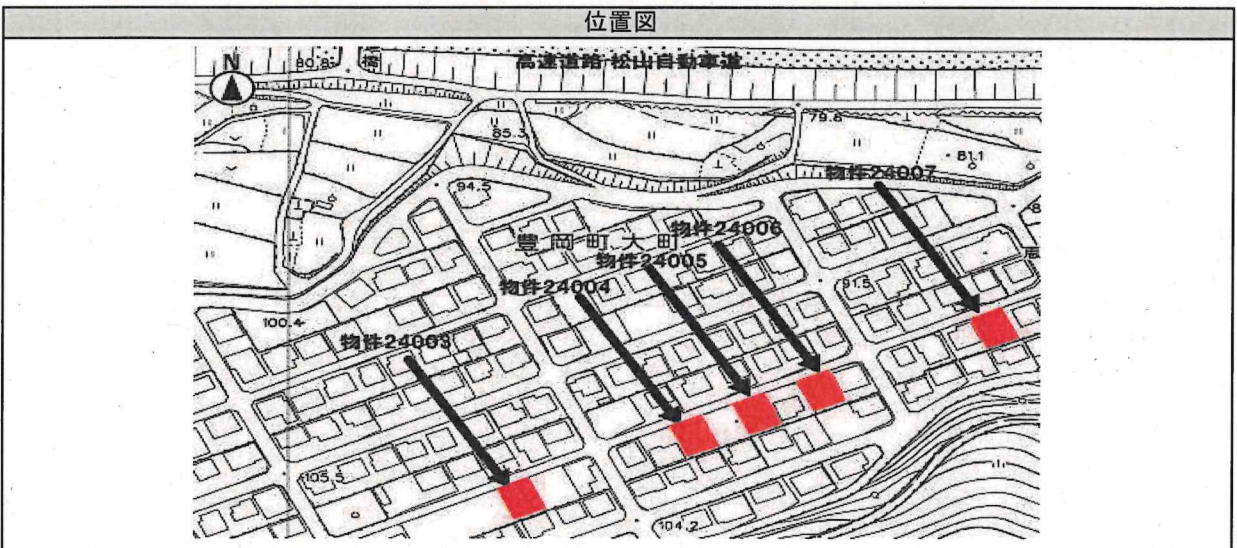 位置図
高速道路 松山自動車道
N
80.8
橋
85.3
79.8
81.1
94.5
物件24007
豊岡町大町
物件24006
物件24005
物件24004
91.5
100.4
物件24003
105.5
104.2